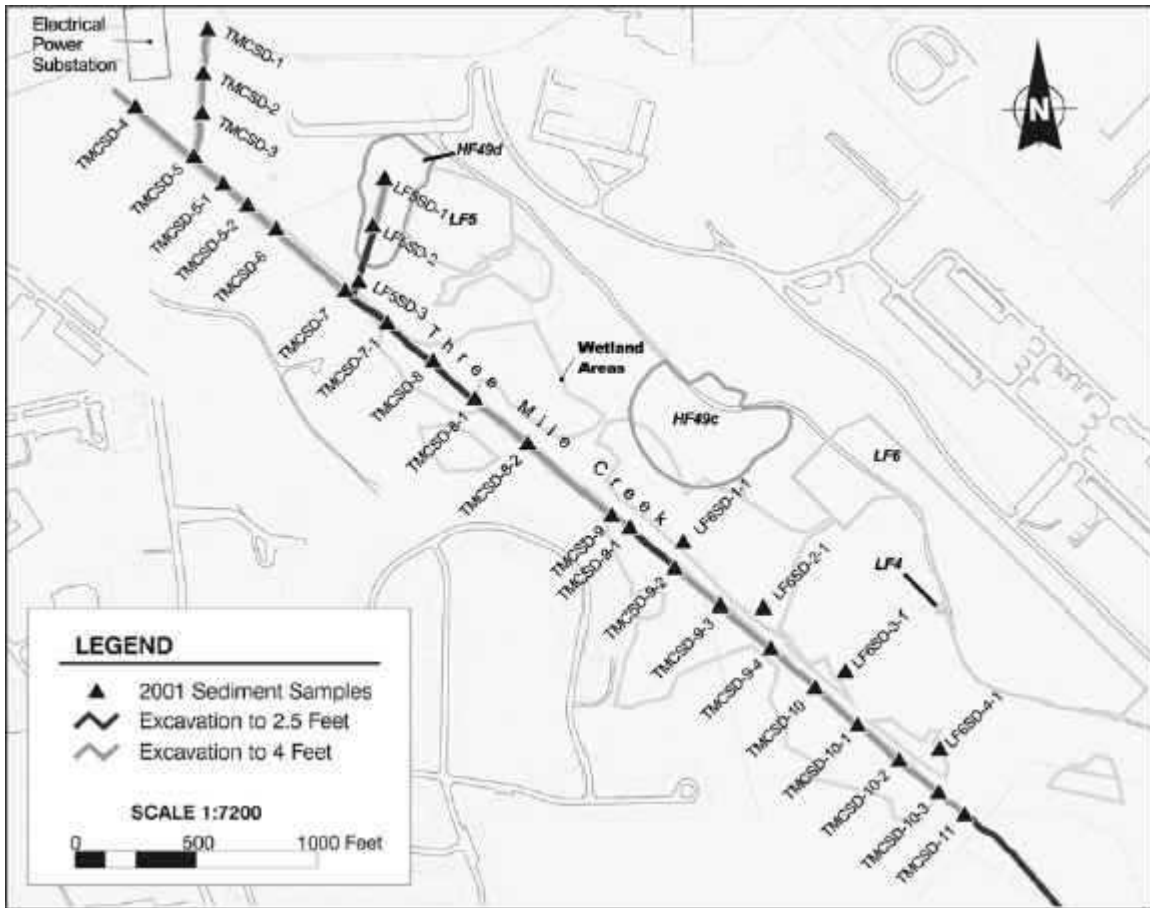 Electrical
Power
Substation
TMCSD-1
TMCSD-2
TMCSD-3
TMCSD-4
TMCSD-5
TMCSD-5-1
TMCSD-5-2
TMCSD-6
HF49d
LF5SD-1
LF5
LF5SD-2
LF5SD-3
TMCSD-7
TMCSD-7-1
TMCSD-8
TMCSD-8-1
TMCSD-8-2
Three Mile Creek
Wetland
Areas
HF49c
LF6
LF4
N
LF6SD-1-1
LF6SD-2-1
LF6SD-3-1
LF6SD-4-1
TMCSD-9
TMCSD-9-1
TMCSD-9-2
TMCSD-9-3
TMCSD-9-4
TMCSD-10
TMCSD-10-1
TMCSD-10-2
TMCSD-10-3
TMCSD-11
LEGEND
2001 Sediment Samples
Excavation to 2.5 Feet
Excavation to 4 Feet
SCALE 1:7200
0 500 1000 Feet